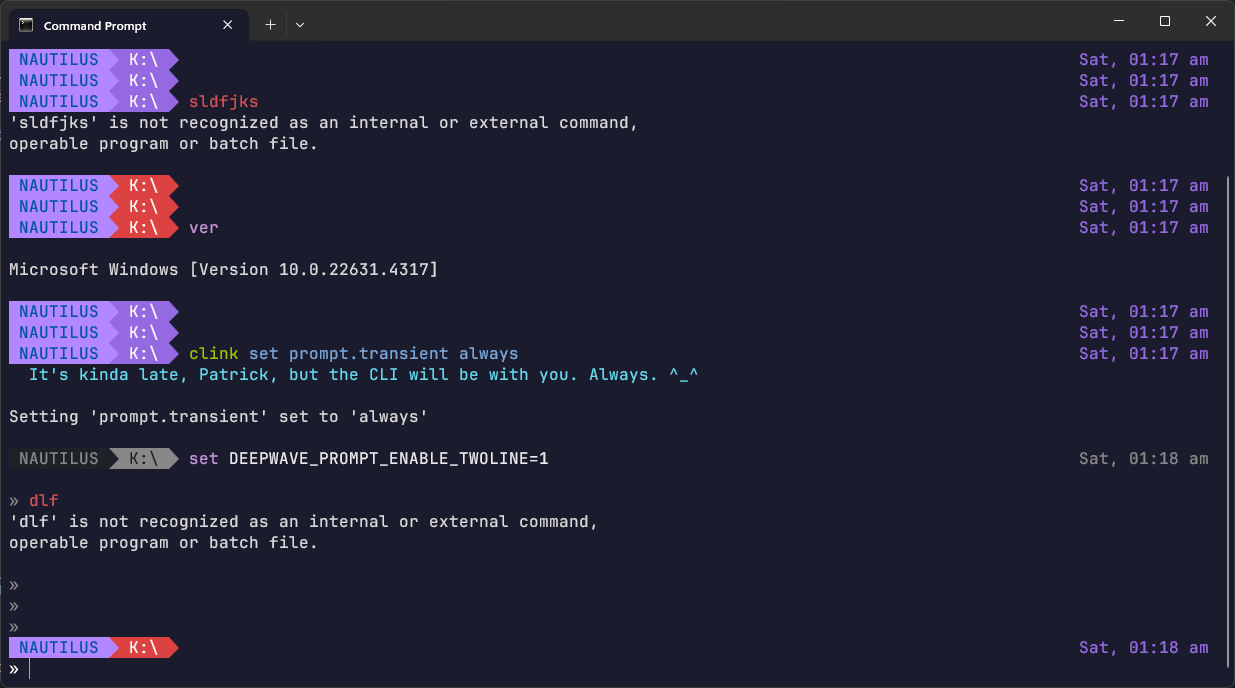 Command Prompt
NAUTILUS K:\ Sat, 01:17 am
NAUTILUS K:\ Sat, 01:17 am
NAUTILUS K:\ sldfjks Sat, 01:17 am
'sldfjks' is not recognized as an internal or external command,
operable program or batch file.
NAUTILUS K:\ Sat, 01:17 am
NAUTILUS K:\ Sat, 01:17 am
NAUTILUS K:\ ver Sat, 01:17 am
Microsoft Windows [Version 10.0.22631.4317]
NAUTILUS K:\ Sat, 01:17 am
NAUTILUS K:\ Sat, 01:17 am
NAUTILUS K:\ clink set prompt.transient always Sat, 01:17 am
It's kinda late, Patrick, but the CLI will be with you. Always. ^_^
Setting 'prompt.transient' set to 'always'
NAUTILUS K:\ set DEEPWAVE_PROMPT_ENABLE_TWOLINE=1 Sat, 01:18 am
» dlf
'dlf' is not recognized as an internal or external command,
operable program or batch file.
»
»
»
NAUTILUS K:\ Sat, 01:18 am
»